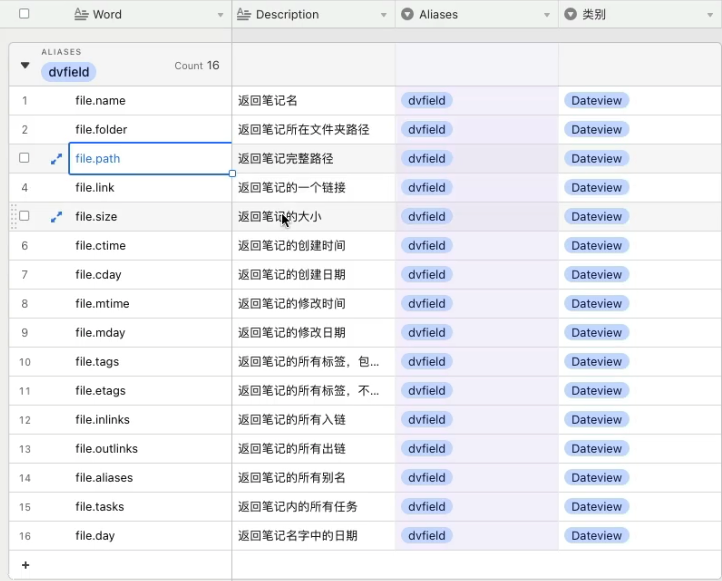 Word Description Aliases 类别
ALIASES
dvfield Count 16
1 file.name 返回笔记名 dvfield Dateview
2 file.folder 返回笔记所在文件夹路径 dvfield Dateview
file.path 返回笔记完整路径 dvfield Dateview
4 file.link 返回笔记的一个链接 dvfield Dateview
file.size 返回笔记的大小 dvfield Dateview
6 file.ctime 返回笔记的创建时间 dvfield Dateview
7 file.cday 返回笔记的创建日期 dvfield Dateview
8 file.mtime 返回笔记的修改时间 dvfield Dateview
9 file.mday 返回笔记的修改日期 dvfield Dateview
10 file.tags 返回笔记的所有标签，包... dvfield Dateview
11 file.etags 返回笔记的所有标签，不... dvfield Dateview
12 file.inlinks 返回笔记的所有入链 dvfield Dateview
13 file.outlinks 返回笔记的所有出链 dvfield Dateview
14 file.aliases 返回笔记的所有别名 dvfield Dateview
15 file.tasks 返回笔记内的所有任务 dvfield Dateview
16 file.day 返回笔记名字中的日期 dvfield Dateview
+